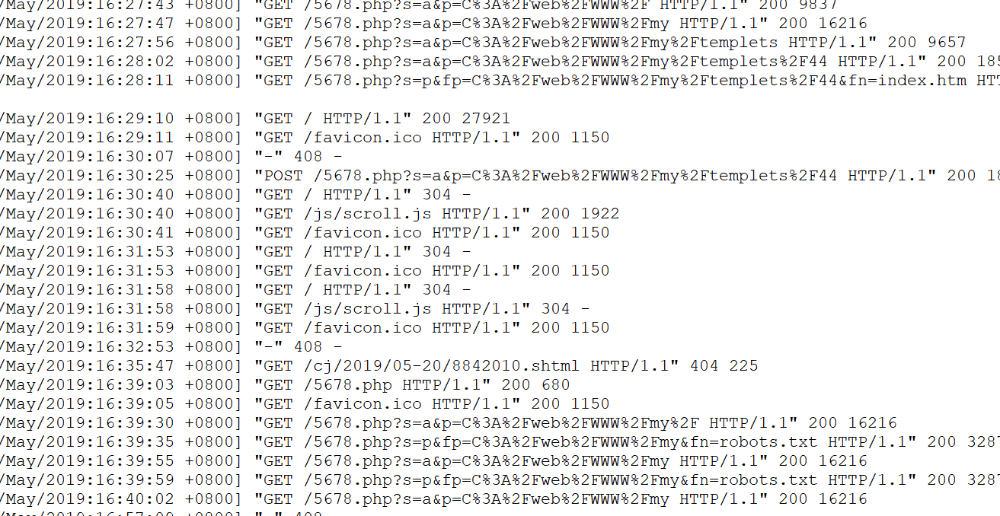 /May/2019:16:27:43 +0800] "GET /5678.php?s=a&p=C%3A%2Fweb%2FWWW%2F HTTP/1.1" 200 9837
/May/2019:16:27:47 +0800] "GET /5678.php?s=a&p=C%3A%2Fweb%2FWWW%2Fmy HTTP/1.1" 200 16216
/May/2019:16:27:56 +0800] "GET /5678.php?s=a&p=C%3A%2Fweb%2FWWW%2Fmy%2Ftemplets HTTP/1.1" 200 9657
/May/2019:16:28:02 +0800] "GET /5678.php?s=a&p=C%3A%2Fweb%2FWWW%2Fmy%2Ftemplets%2F44 HTTP/1.1" 200 185
/May/2019:16:28:11 +0800] "GET /5678.php?s=p&fp=C%3A%2Fweb%2FWWW%2Fmy%2Ftemplets%2F44&fn=index.htm HTT
/May/2019:16:29:10 +0800] "GET / HTTP/1.1" 200 27921
/May/2019:16:29:11 +0800] "GET /favicon.ico HTTP/1.1" 200 1150
/May/2019:16:30:07 +0800] "-" 408 -
/May/2019:16:30:25 +0800] "POST /5678.php?s=a&p=C%3A%2Fweb%2FWWW%2Fmy%2Ftemplets%2F44 HTTP/1.1" 200 18
/May/2019:16:30:40 +0800] "GET / HTTP/1.1" 304 -
/May/2019:16:30:40 +0800] "GET /js/scroll.js HTTP/1.1" 200 1922
/May/2019:16:30:41 +0800] "GET /favicon.ico HTTP/1.1" 200 1150
/May/2019:16:31:53 +0800] "GET / HTTP/1.1" 304 -
/May/2019:16:31:53 +0800] "GET /favicon.ico HTTP/1.1" 200 1150
/May/2019:16:31:58 +0800] "GET / HTTP/1.1" 304 -
/May/2019:16:31:58 +0800] "GET /js/scroll.js HTTP/1.1" 304 -
/May/2019:16:31:59 +0800] "GET /favicon.ico HTTP/1.1" 200 1150
/May/2019:16:32:53 +0800] "-" 408 -
/May/2019:16:35:47 +0800] "GET /cj/2019/05-20/8842010.shtml HTTP/1.1" 404 225
/May/2019:16:39:03 +0800] "GET /5678.php HTTP/1.1" 200 680
/May/2019:16:39:05 +0800] "GET /favicon.ico HTTP/1.1" 200 1150
/May/2019:16:39:30 +0800] "GET /5678.php?s=a&p=C%3A%2Fweb%2FWWW%2Fmy%2F HTTP/1.1" 200 16216
/May/2019:16:39:35 +0800] "GET /5678.php?s=p&fp=C%3A%2Fweb%2FWWW%2Fmy&fn=robots.txt HTTP/1.1" 200 3287
/May/2019:16:39:55 +0800] "GET /5678.php?s=a&p=C%3A%2Fweb%2FWWW%2Fmy HTTP/1.1" 200 16216
/May/2019:16:39:59 +0800] "GET /5678.php?s=p&fp=C%3A%2Fweb%2FWWW%2Fmy&fn=robots.txt HTTP/1.1" 200 3287
/May/2019:16:40:02 +0800] "GET /5678.php?s=a&p=C%3A%2Fweb%2FWWW%2Fmy HTTP/1.1" 200 16216